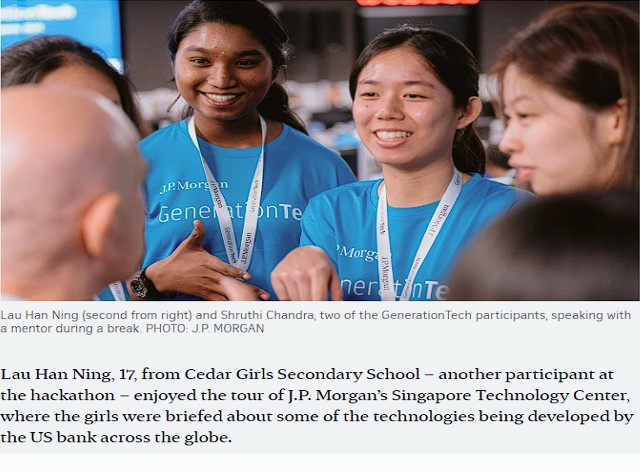 J.P.Morgan
GenerationTe
J.P.Morgan
P.Morgan
J.P.Morgan
enerationTe
Lau Han Ning (second from right) and Shruthi Chandra, two of the GenerationTech participants, speaking with
a mentor during a break. PHOTO: J.P. MORGAN
Lau Han Ning, 17, from Cedar Girls Secondary School – another participant at
the hackathon – enjoyed the tour of J.P. Morgan’s Singapore Technology Center,
where the girls were briefed about some of the technologies being developed by
the US bank across the globe.